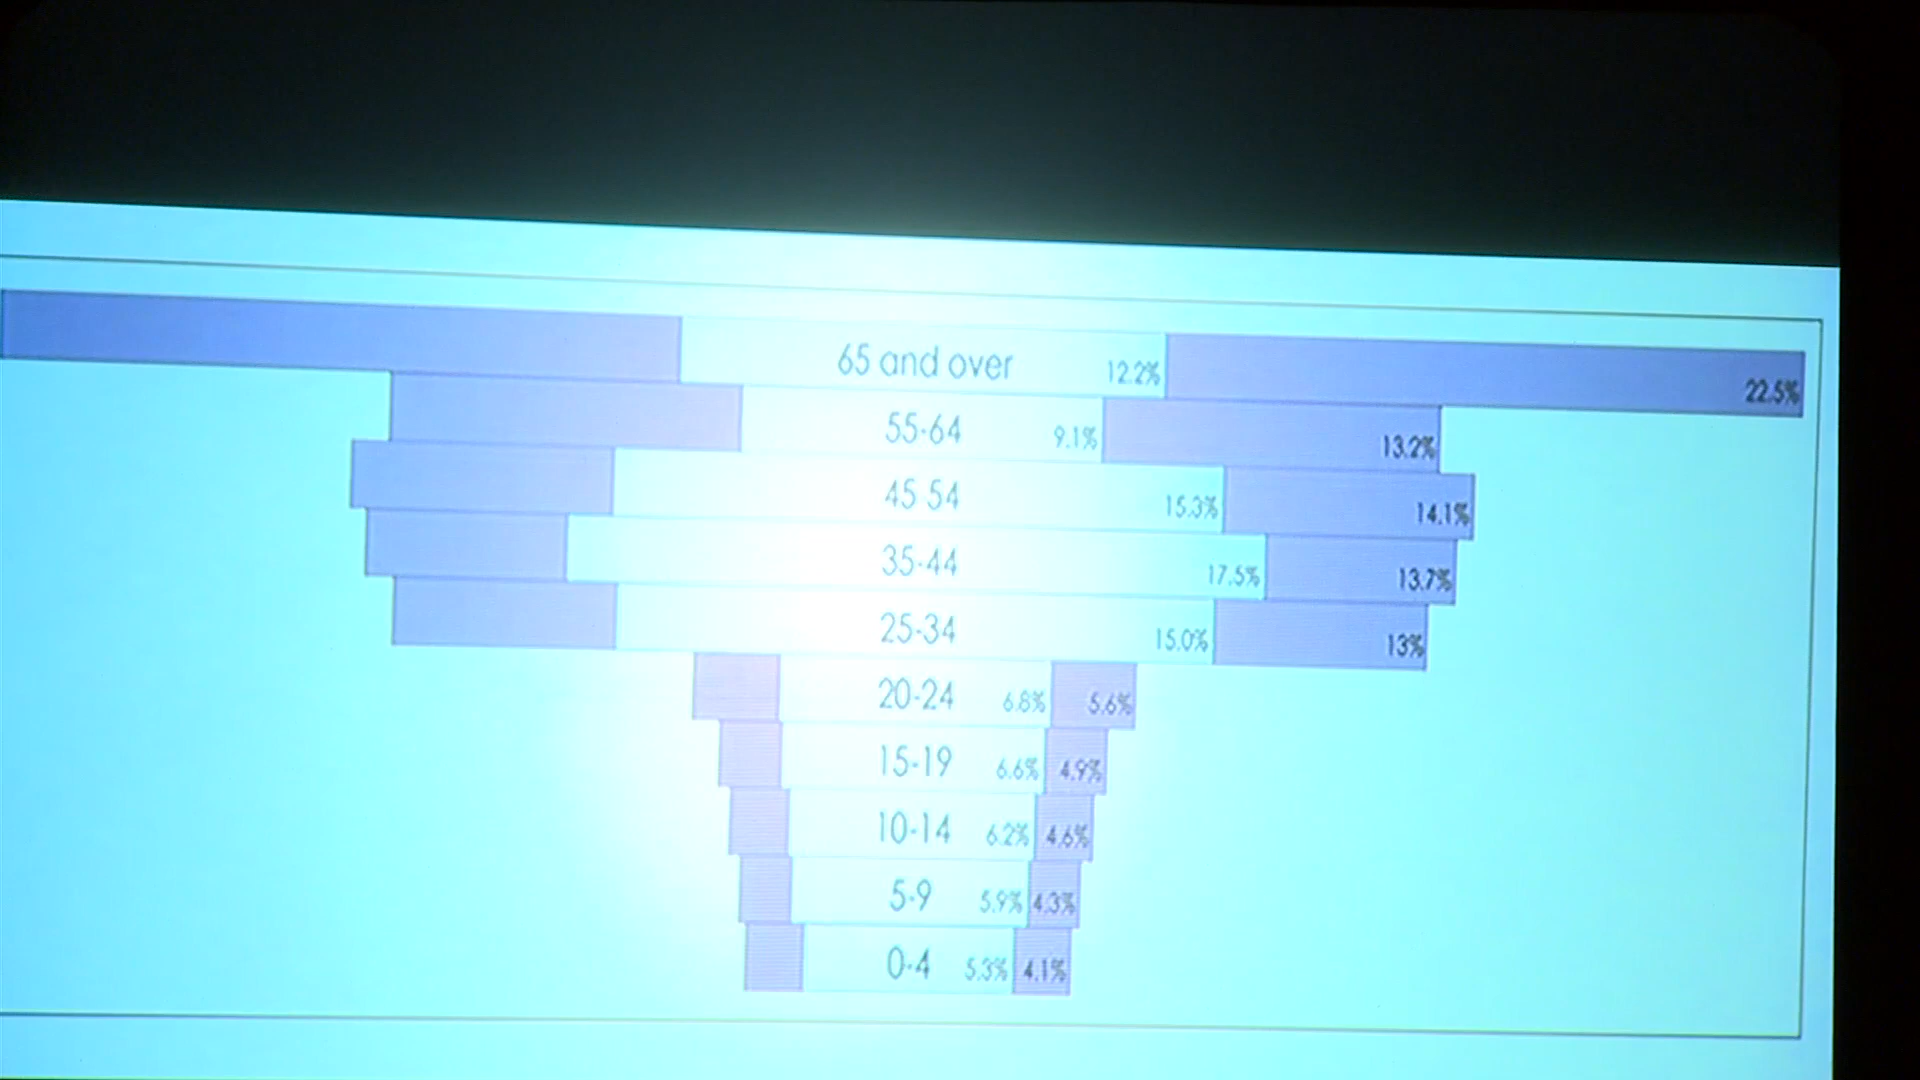 65 and over 12.2% 22.5%
55-64 9.1% 13.2%
45 54 15.3% 14.1%
35-44 17.5% 13.7%
25-34 15.0% 13%
20-24 6.8% 5.6%
15-19 6.6% 4.9%
10-14 6.2% 4.6%
5-9 5.9% 4.3%
0-4 5.3% 4.1%